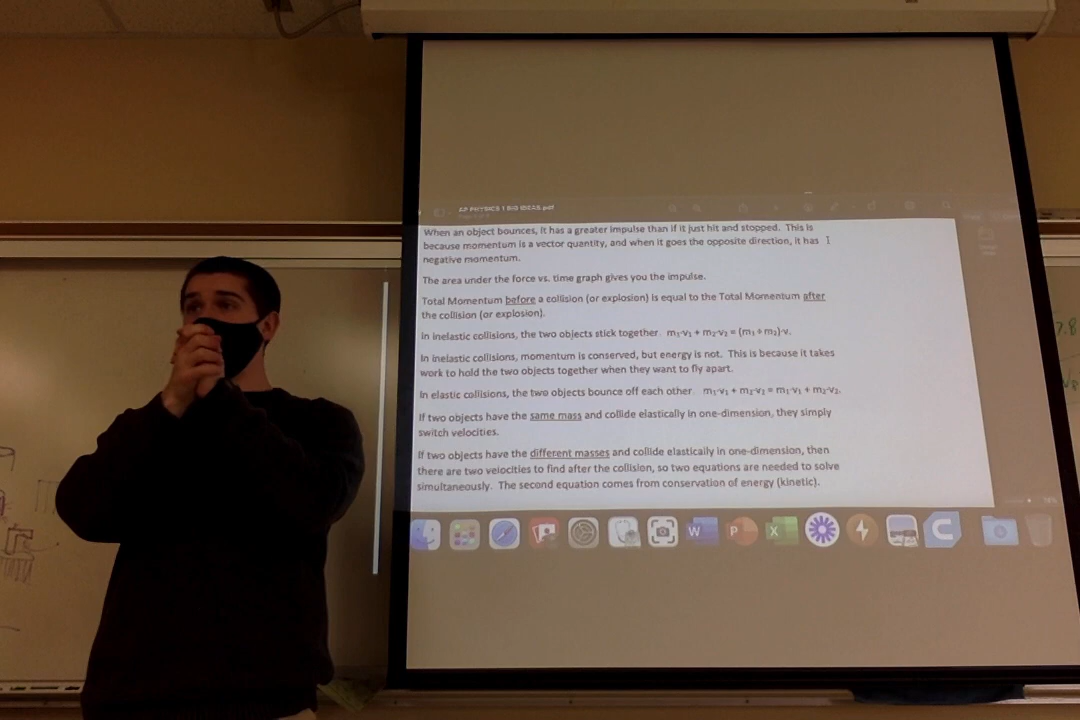 AP PHYSICS 1 BIG IDEAS.pdf
When an object bounces, it has a greater impulse than if it just hit and stopped. This is
because momentum is a vector quantity, and when it goes the opposite direction, it has
negative momentum.
The area under the force vs. time graph gives you the impulse.
Total Momentum before a collision (or explosion) is equal to the Total Momentum after
the collision (or explosion).
In inelastic collisions, the two objects stick together. m₁·v₁ + m₂·v₂ = (m₁ + m₂)·v.
In inelastic collisions, momentum is conserved, but energy is not. This is because it takes
work to hold the two objects together when they want to fly apart.
In elastic collisions, the two objects bounce off each other. m₁·v₁ + m₂·v₂ = m₁·v₁ + m₂·v₂.
If two objects have the same mass and collide elastically in one-dimension, they simply
switch velocities.
If two objects have the different masses and collide elastically in one-dimension, then
there are two velocities to find after the collision, so two equations are needed to solve
simultaneously. The second equation comes from conservation of energy (kinetic).
W P X C
7.8